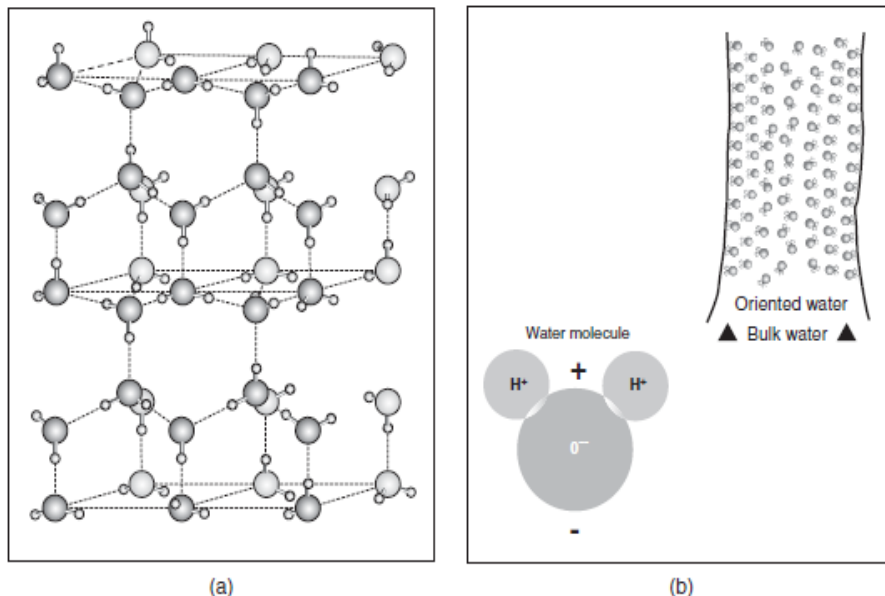 Oriented water
▲ Bulk water ▲
Water molecule
+
H⁺ H⁺
0⁻
-
(a) (b)